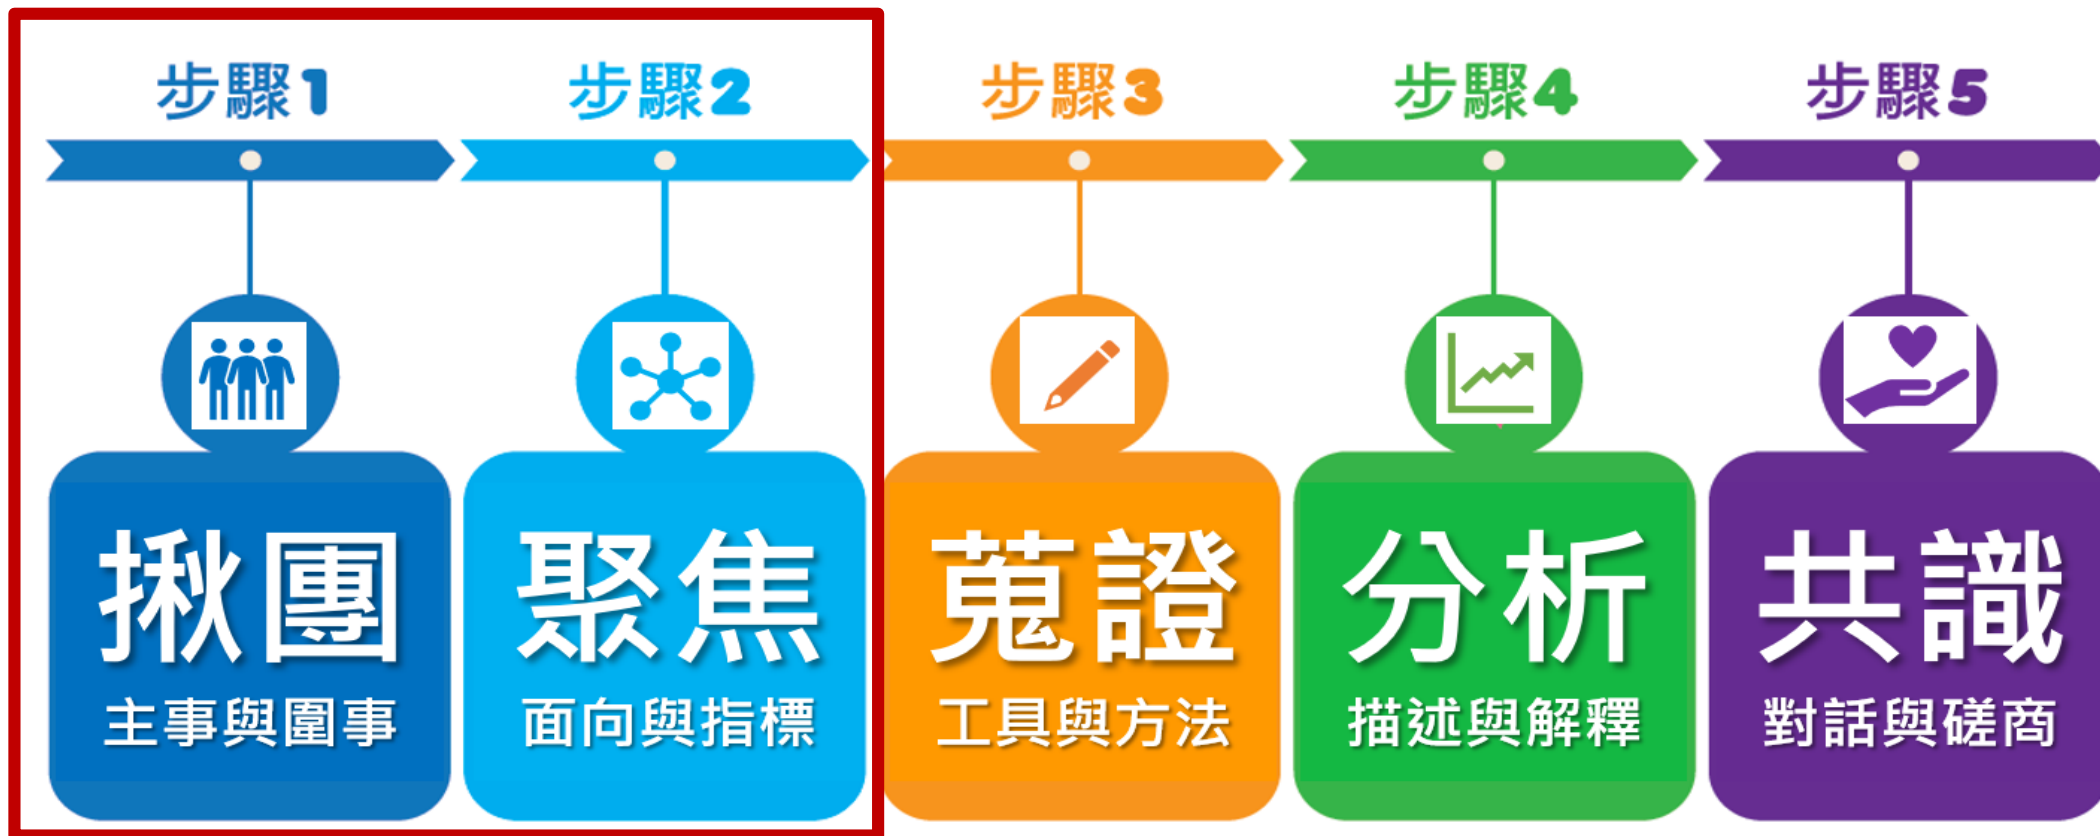 步驟1
步驟2
步驟3
步驟4
步驟5
揪團
主事與圍事
聚焦
面向與指標
蒐證
工具與方法
分析
描述與解釋
共識
對話與磋商